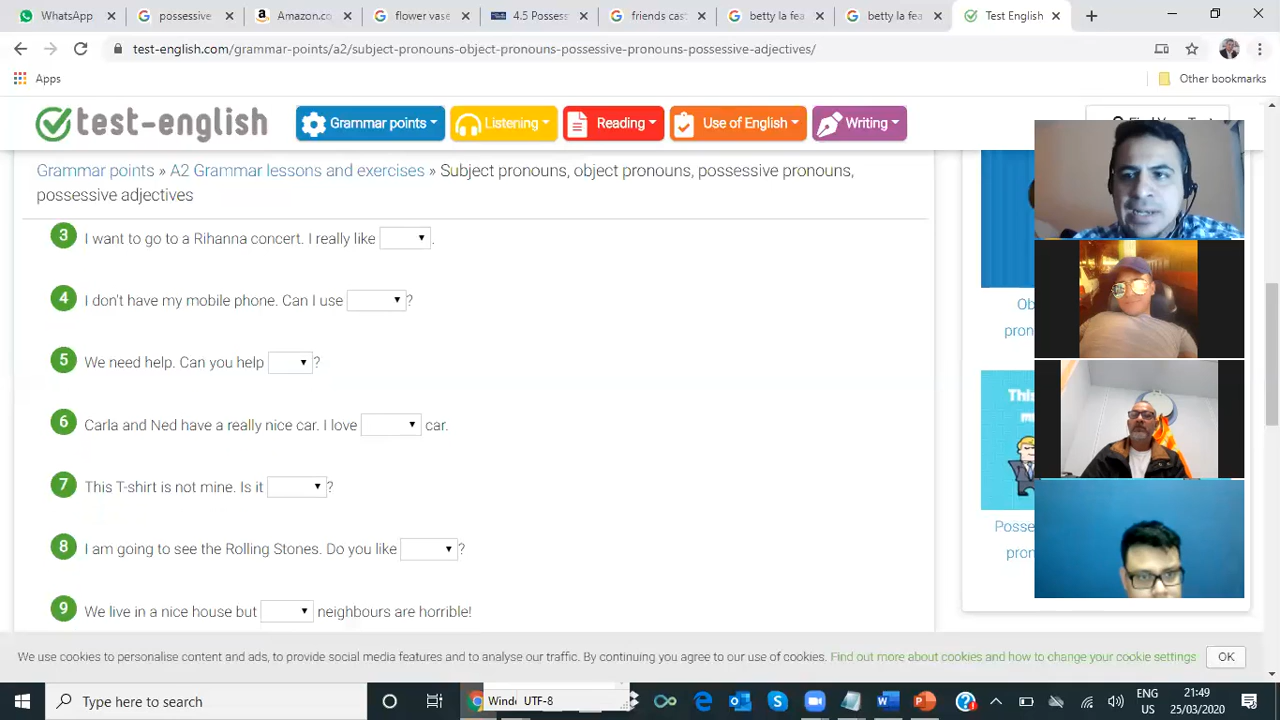 WhatsApp
possessive
Amazon.co
flower vase
4.5 Possess
friends cast
betty la fea
betty la fea
Test English
test-english.com/grammar-points/a2/subject-pronouns-object-pronouns-possessive-pronouns-possessive-adjectives/
Apps
Other bookmarks
test-english
Grammar points
Listening
Reading
Use of English
Writing
Grammar points » A2 Grammar lessons and exercises » Subject pronouns, object pronouns, possessive pronouns,
possessive adjectives
3 I want to go to a Rihanna concert. I really like .
4 I don't have my mobile phone. Can I use ?
5 We need help. Can you help ?
6 Carla and Ned have a really nice car. I love car.
7 This T-shirt is not mine. Is it ?
8 I am going to see the Rolling Stones. Do you like ?
9 We live in a nice house but neighbours are horrible!
Ob
pron
This
Posse
pron
We use cookies to personalise content and ads, to provide social media features and to analyse our traffic. By continuing you agree to our use of cookies. Find out more about cookies and how to change your cookie settings
OK
Type here to search
Windo UTF-8
ENG
US
21:49
25/03/2020